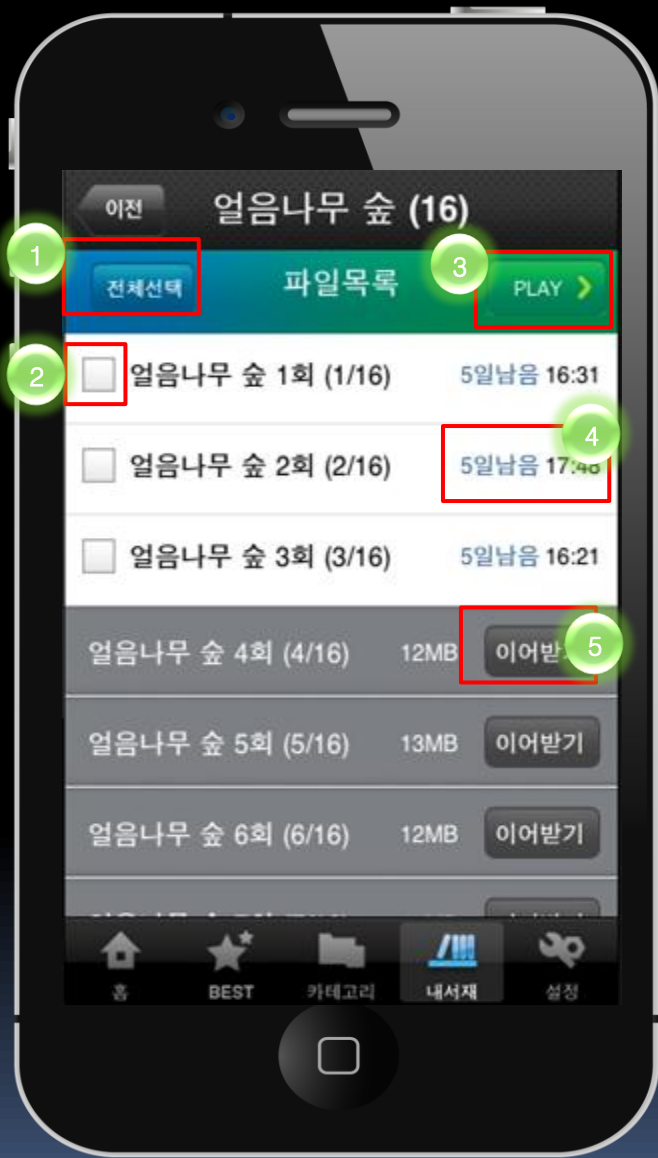 이전 얼음나무 숲 (16)
1
전체선택 파일목록 3 PLAY
2 얼음나무 숲 1회 (1/16) 5일남음 16:31
4
얼음나무 숲 2회 (2/16) 5일남음 17:48
얼음나무 숲 3회 (3/16) 5일남음 16:21
얼음나무 숲 4회 (4/16) 12MB 이어받기 5
얼음나무 숲 5회 (5/16) 13MB 이어받기
얼음나무 숲 6회 (6/16) 12MB 이어받기
홈 BEST 카테고리 내서재 설정